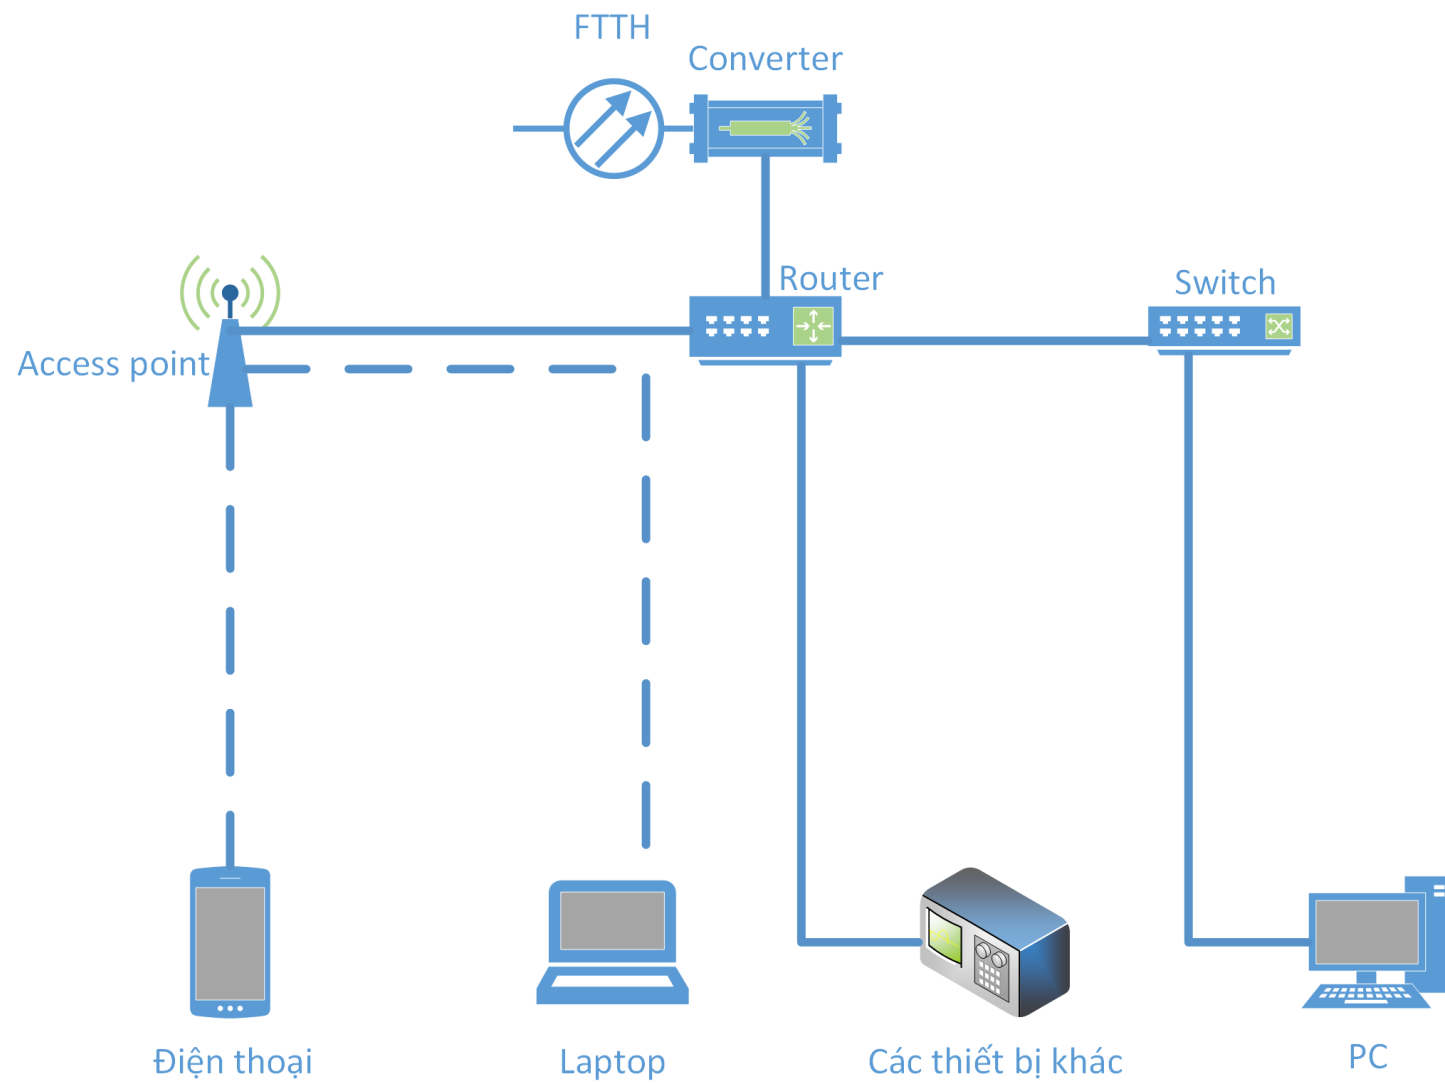 FTTH
Converter
Router
Switch
Access point
Điện thoại
Laptop
Các thiết bị khác
PC